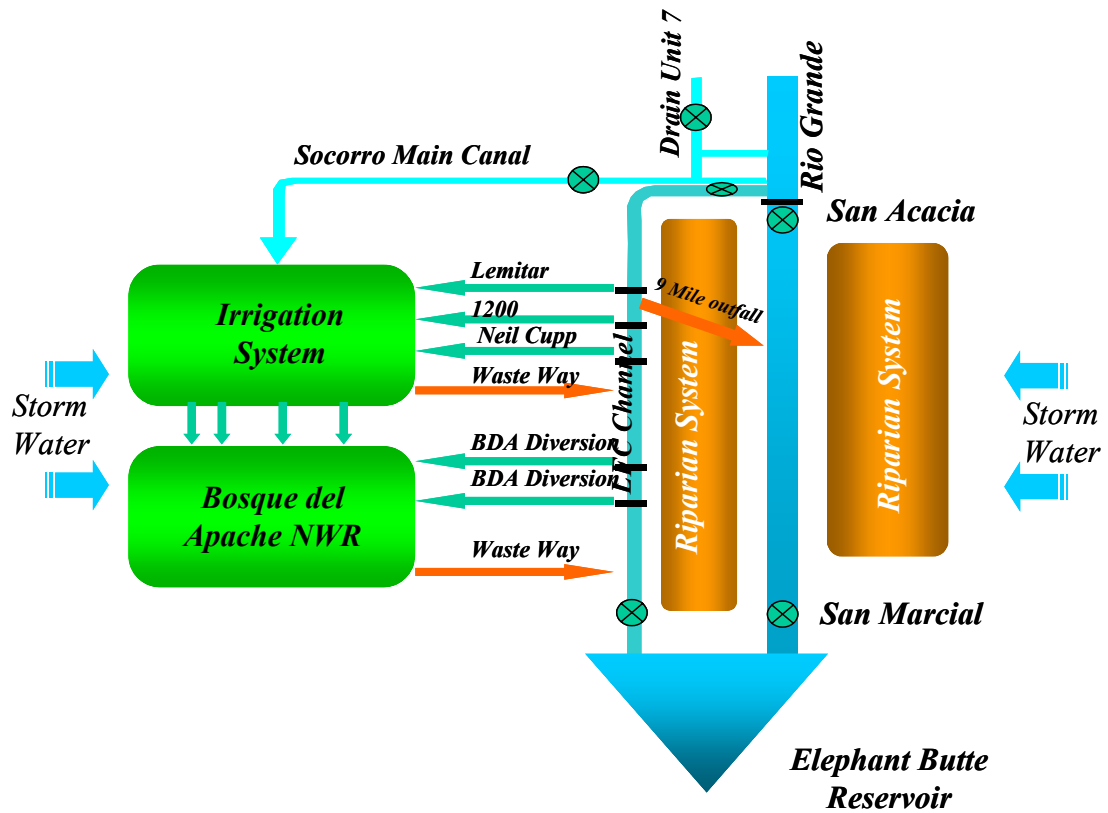 Drain Unit 7
Rio Grande
Socorro Main Canal
San Acacia
Lemitar
9 Mile outfall
1200
Irrigation
System
Neil Cupp
Waste Way
LFC Channel
Riparian System
Riparian System
Storm
Water
Storm
Water
BDA Diversion
BDA Diversion
Bosque del
Apache NWR
Waste Way
San Marcial
Elephant Butte
Reservoir